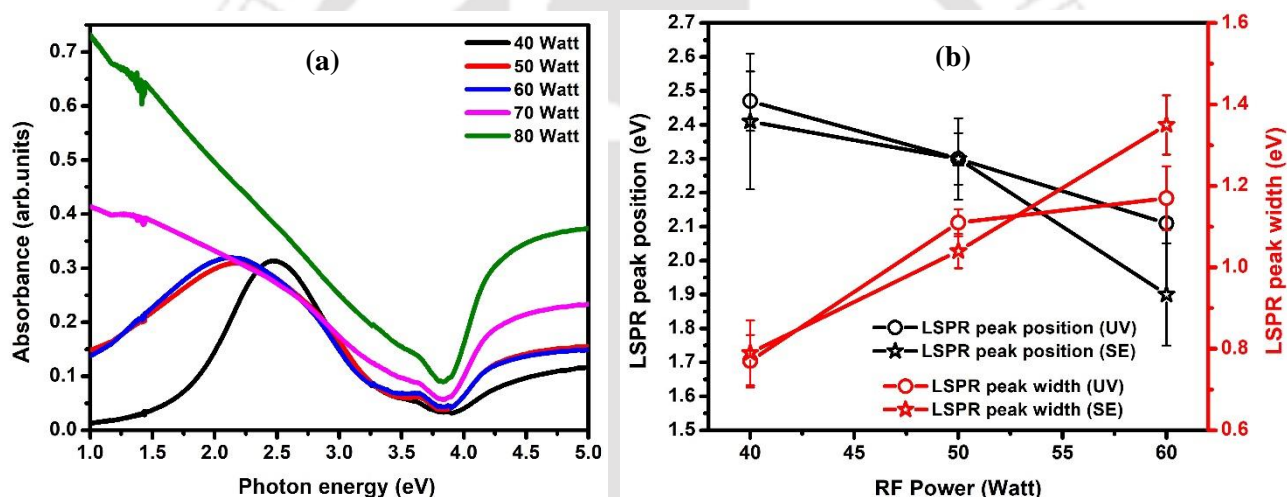 (a)
40 Watt
50 Watt
60 Watt
70 Watt
80 Watt
Absorbance (arb.units)
0.7
0.6
0.5
0.4
0.3
0.2
0.1
0.0
1.0 1.5 2.0 2.5 3.0 3.5 4.0 4.5 5.0
Photon energy (eV)
(b)
LSPR peak position (eV)
2.7
2.6
2.5
2.4
2.3
2.2
2.1
2.0
1.9
1.8
1.7
1.6
1.5
LSPR peak position (UV)
LSPR peak position (SE)
LSPR peak width (UV)
LSPR peak width (SE)
1.6
1.4
1.2
1.0
0.8
0.6
LSPR peak width (eV)
40 45 50 55 60
RF Power (Watt)